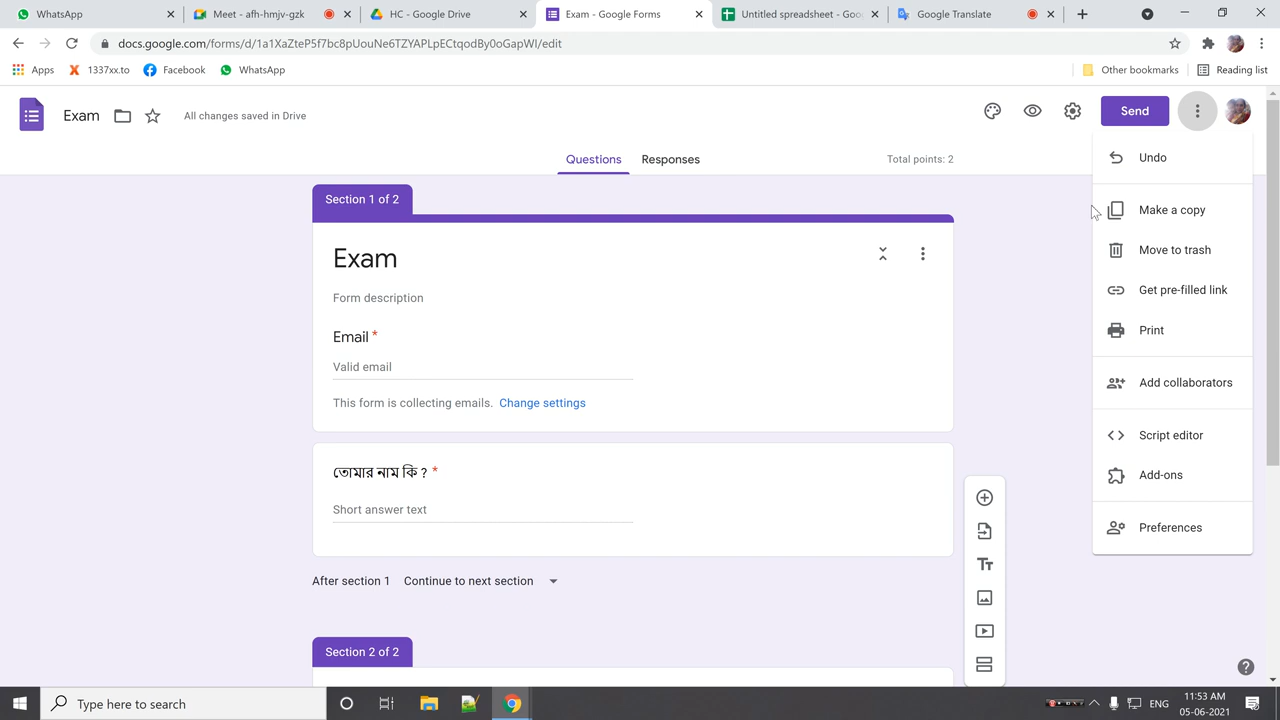 WhatsApp
Meet - afh-hmjv-gzk
HC - Google Drive
Exam - Google Forms
Untitled spreadsheet - Goo
Google Translate
docs.google.com/forms/d/1a1XaZteP5f7bc8pUouNe6TZYAPLpECtqodBy0oGapWI/edit
Apps
1337xx.to
Facebook
WhatsApp
Other bookmarks
Reading list
Exam
All changes saved in Drive
Send
Questions
Responses
Total points: 2
Undo
Make a copy
Move to trash
Get pre-filled link
Print
Add collaborators
Script editor
Add-ons
Preferences
Section 1 of 2
Exam
Form description
Email *
Valid email
This form is collecting emails. Change settings
তোমার নাম কি ? *
Short answer text
After section 1 Continue to next section
Section 2 of 2
Type here to search
ENG
11:53 AM
05-06-2021